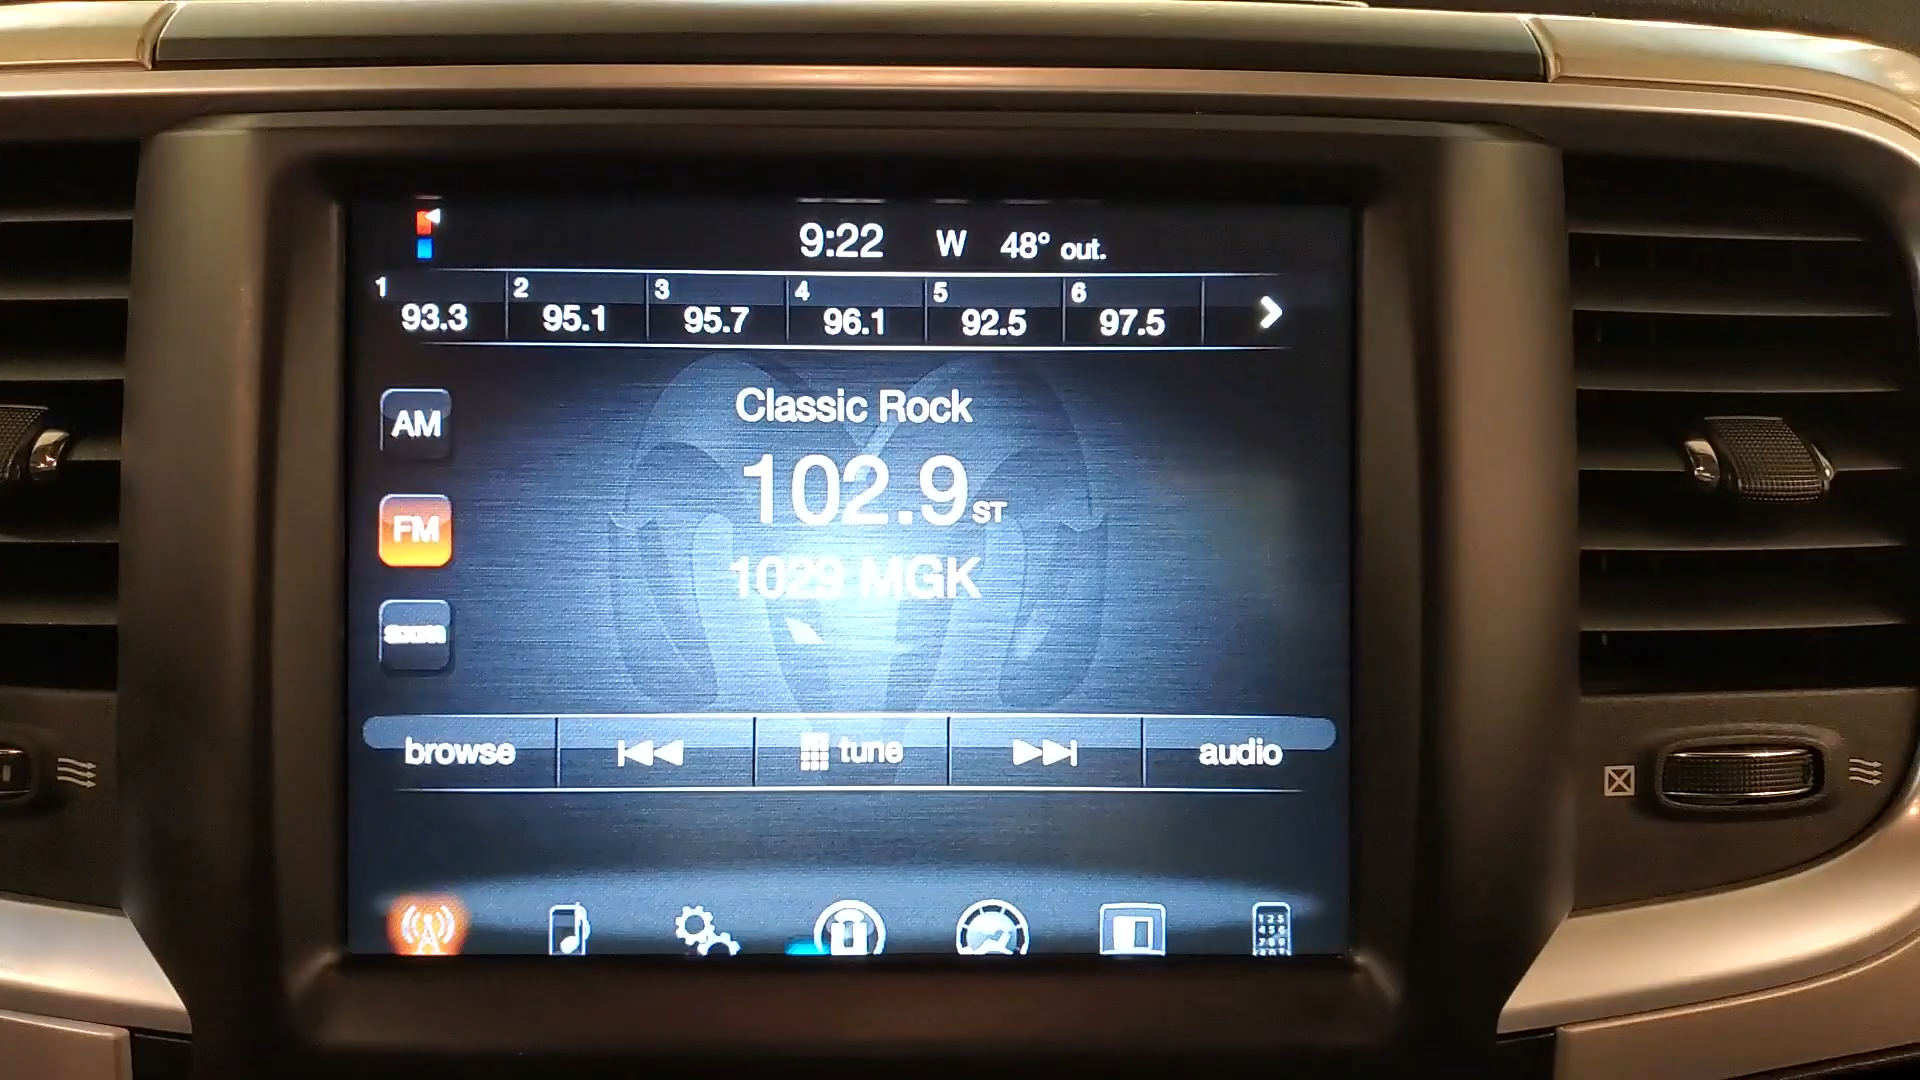 9:22 W 48° out.
1 2 3 4 5 6
93.3 95.1 95.7 96.1 92.5 97.5
Classic Rock
AM
102.9 ST
FM
1029 MGK
browse tune audio